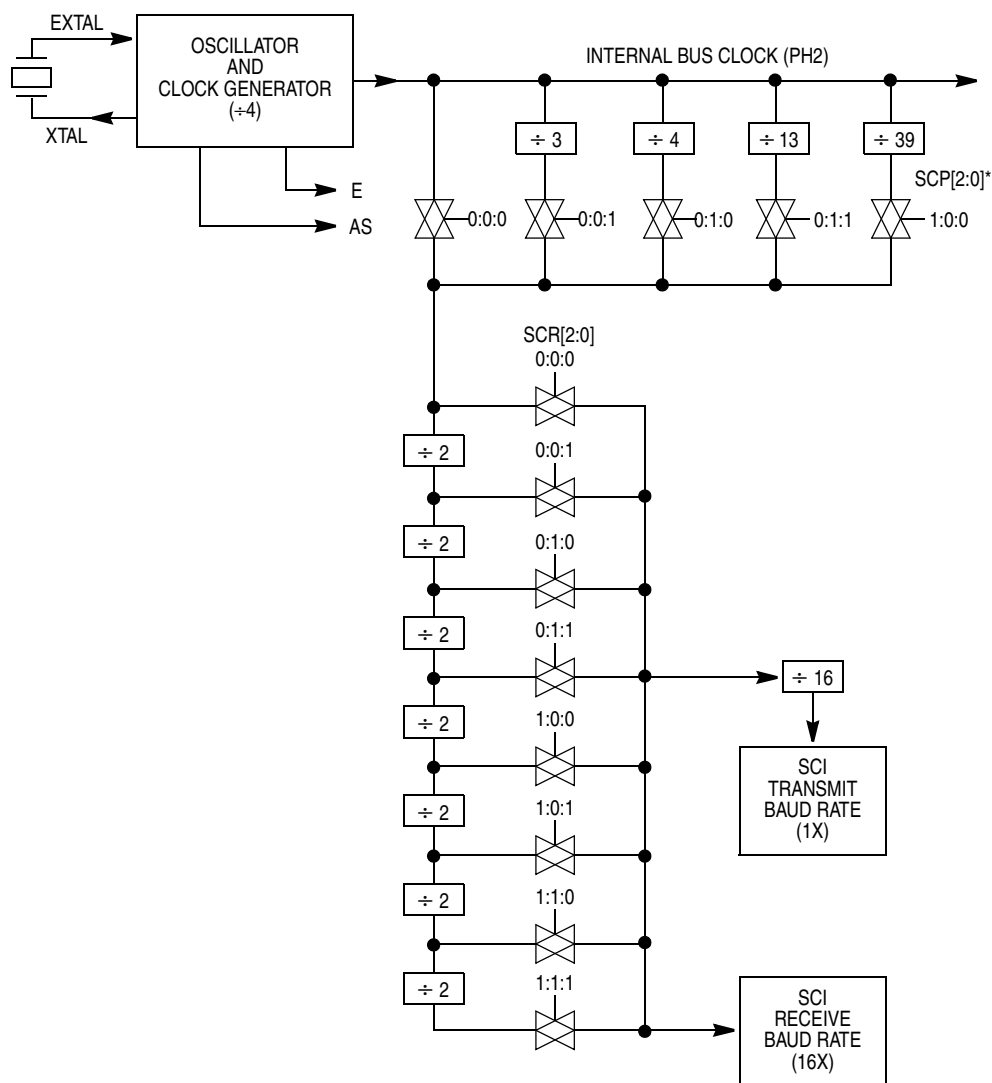 EXTAL
XTAL
OSCILLATOR
AND
CLOCK GENERATOR
(÷4)
E
AS
INTERNAL BUS CLOCK (PH2)
÷ 3
÷ 4
÷ 13
÷ 39
SCP[2:0]*
0:0:0
0:0:1
0:1:0
0:1:1
1:0:0
SCR[2:0]
0:0:0
÷ 2
0:0:1
÷ 2
0:1:0
÷ 2
0:1:1
÷ 16
÷ 2
1:0:0
SCI
TRANSMIT
BAUD RATE
(1X)
÷ 2
1:0:1
÷ 2
1:1:0
÷ 2
1:1:1
SCI
RECEIVE
BAUD RATE
(16X)